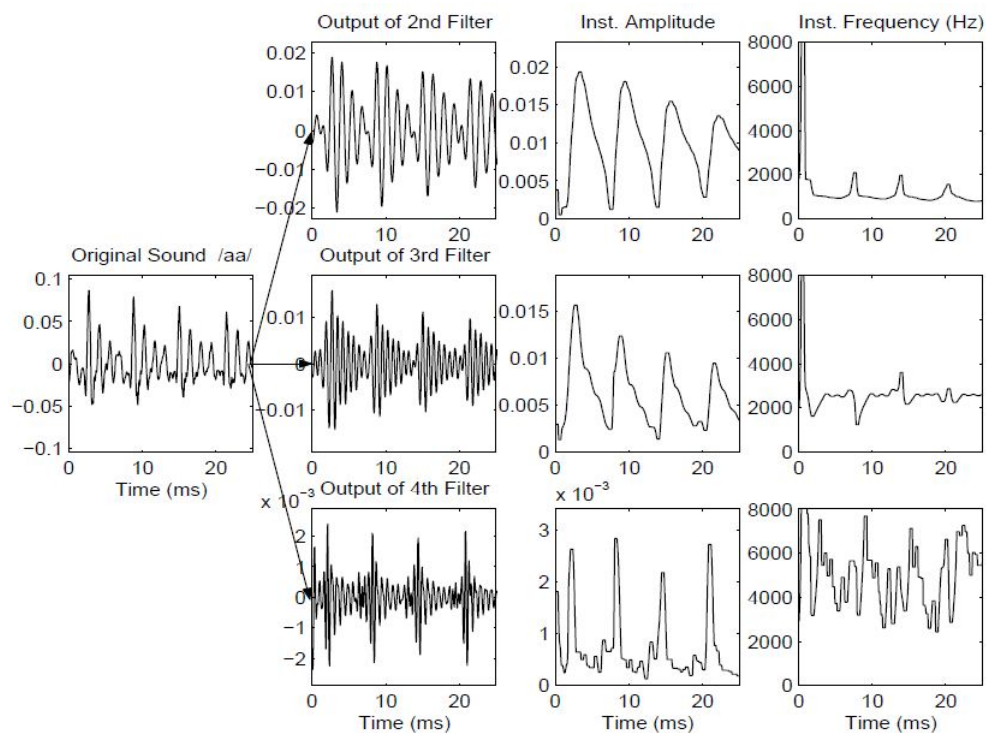 Output of 2nd Filter
Inst. Amplitude
Inst. Frequency (Hz)
0.02
0.01
0
−0.01
−0.02
0 10 20
0.02
0.015
0.01
0.005
0
0 10 20
8000
6000
4000
2000
0
0 10 20
Original Sound /aa/
0.1
0.05
0
−0.05
−0.1
0 10 20
Time (ms)
Output of 3rd Filter
0.01
0
−0.01
0 10 20
0.015
0.01
0.005
0
0 10 20
8000
6000
4000
2000
0
0 10 20
x 10⁻³
Output of 4th Filter
2
1
0
−1
−2
0 10 20
Time (ms)
x 10⁻³
3
2
1
0
0 10 20
Time (ms)
8000
6000
4000
2000
0
0 10 20
Time (ms)